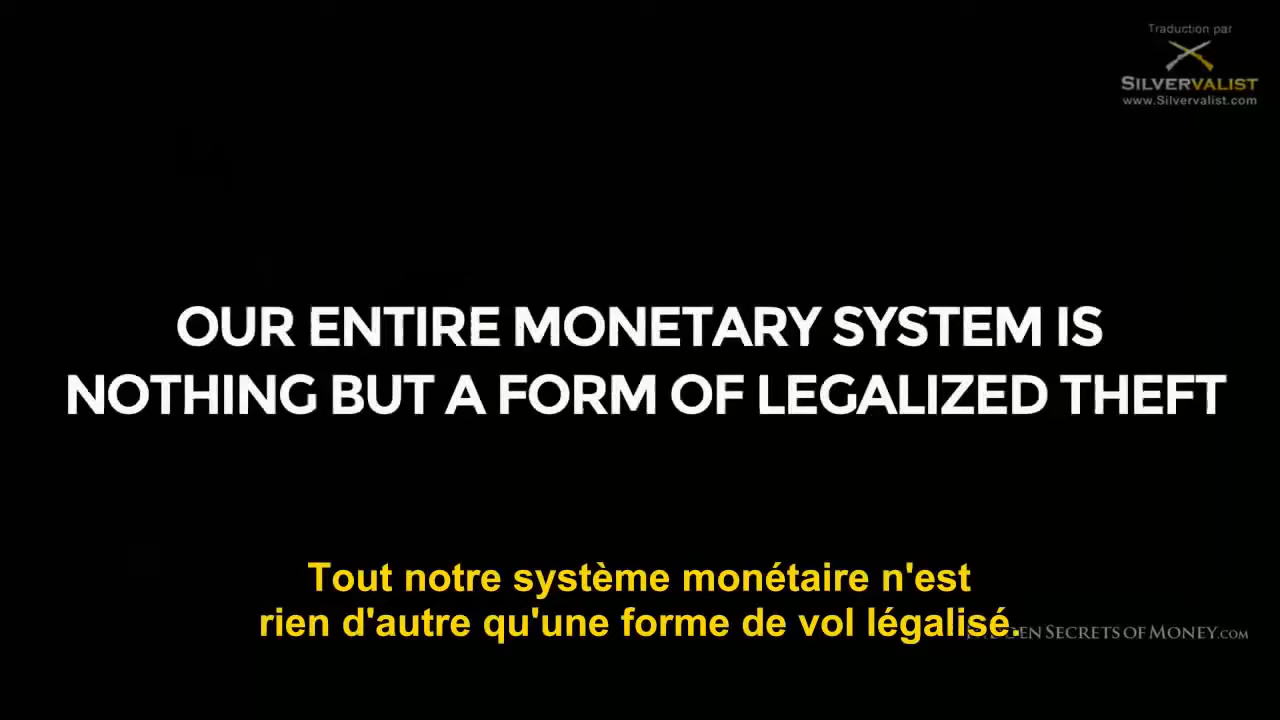 Traduction par
SILVERVALIST
www.Silvervalist.com
OUR ENTIRE MONETARY SYSTEM IS
NOTHING BUT A FORM OF LEGALIZED THEFT
Tout notre système monétaire n'est
rien d'autre qu'une forme de vol légalisé.
SECRETS OF MONEY.COM